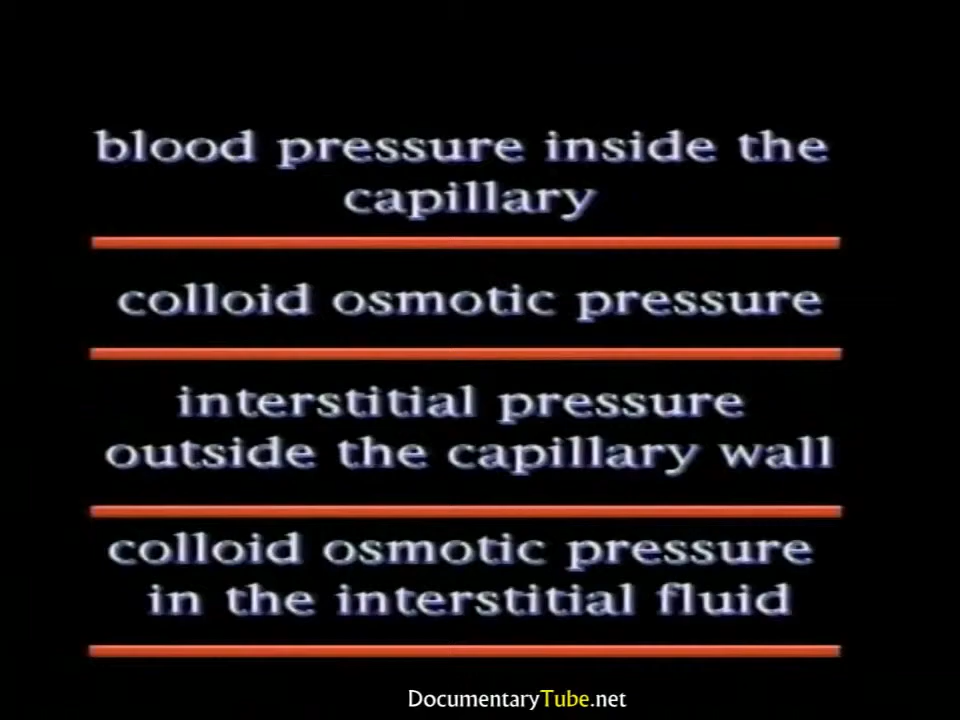 blood pressure inside the
capillary
colloid osmotic pressure
interstitial pressure
outside the capillary wall
colloid osmotic pressure
in the interstitial fluid
DocumentaryTube.net